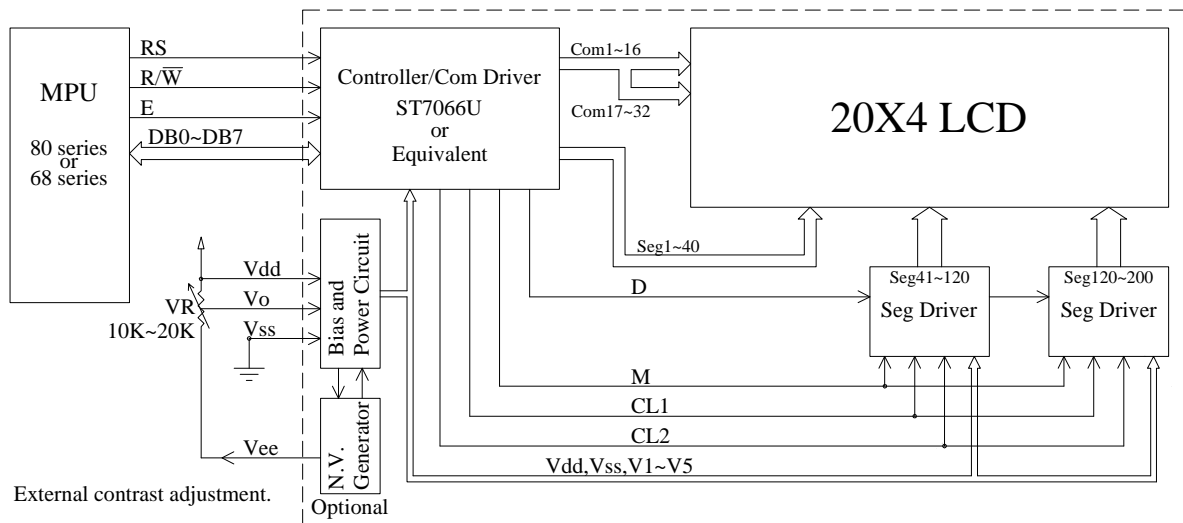 MPU
80 series
or
68 series
RS
R/W̅
E
DB0~DB7
Controller/Com Driver
ST7066U
or
Equivalent
Com1~16
Com17~32
20X4 LCD
Seg1~40
Seg41~120
Seg Driver
Seg120~200
Seg Driver
D
M
CL1
CL2
Vdd,Vss,V1~V5
Vdd
Vo
Vss
VR
10K~20K
Bias and
Power Circuit
N.V.
Generator
Optional
Vee
External contrast adjustment.